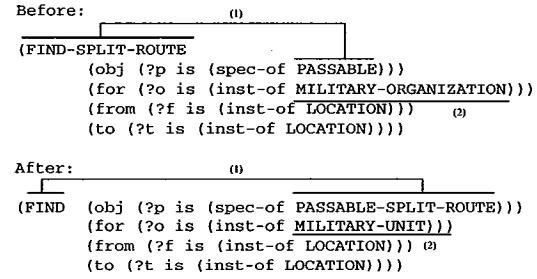 Before:
(1)
(FIND-SPLIT-ROUTE
(obj (?p is (spec-of PASSABLE)))
(for (?o is (inst-of MILITARY-ORGANIZATION)))
(from (?f is (inst-of LOCATION)) (2)
(to (?t is (inst-of LOCATION))))
After:
(1)
(FIND (obj (?p is (spec-of PASSABLE-SPLIT-ROUTE)))
(for (?o is (inst-of MILITARY-UNIT)))
(from (?f is (inst-of LOCATION))) (2)
(to (?t is (inst-of LOCATION))))